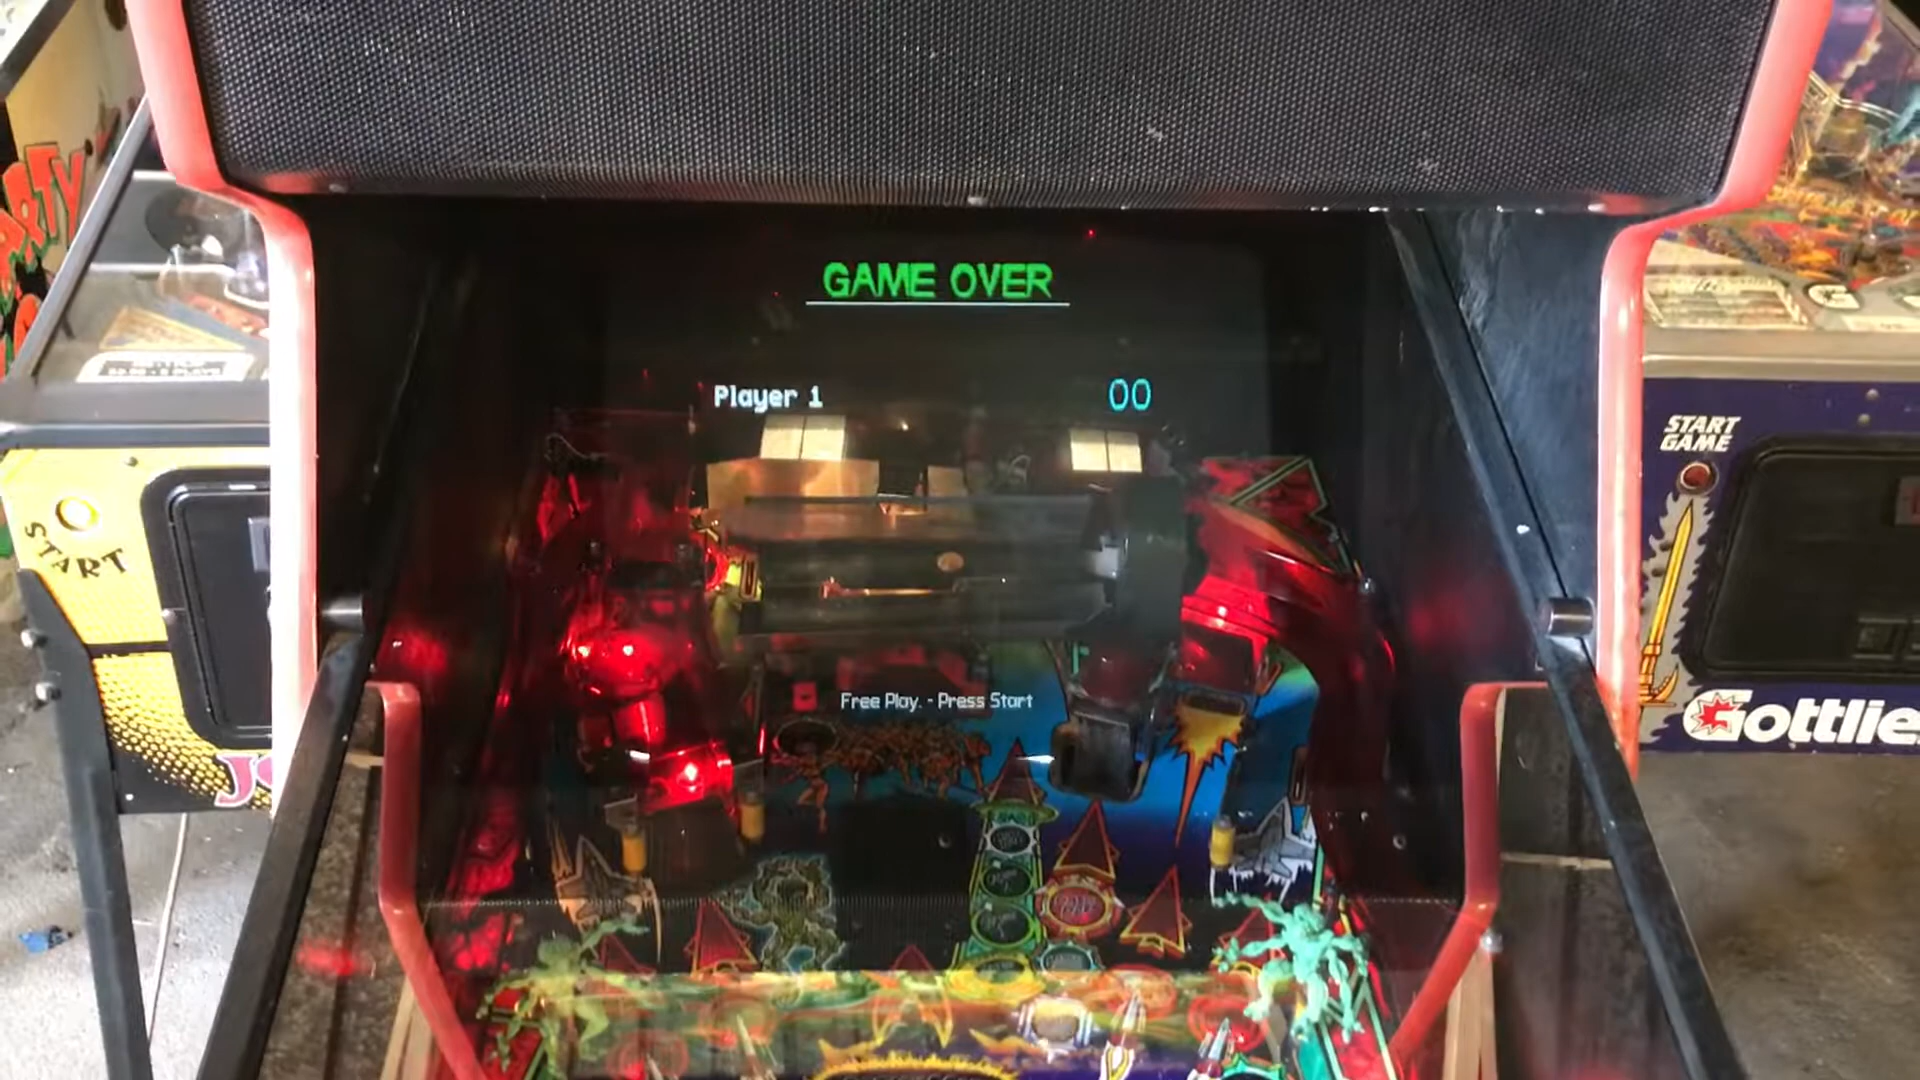 GAME OVER
Player 1
00
Free Play. - Press Start
START
START
GAME
Gottlie